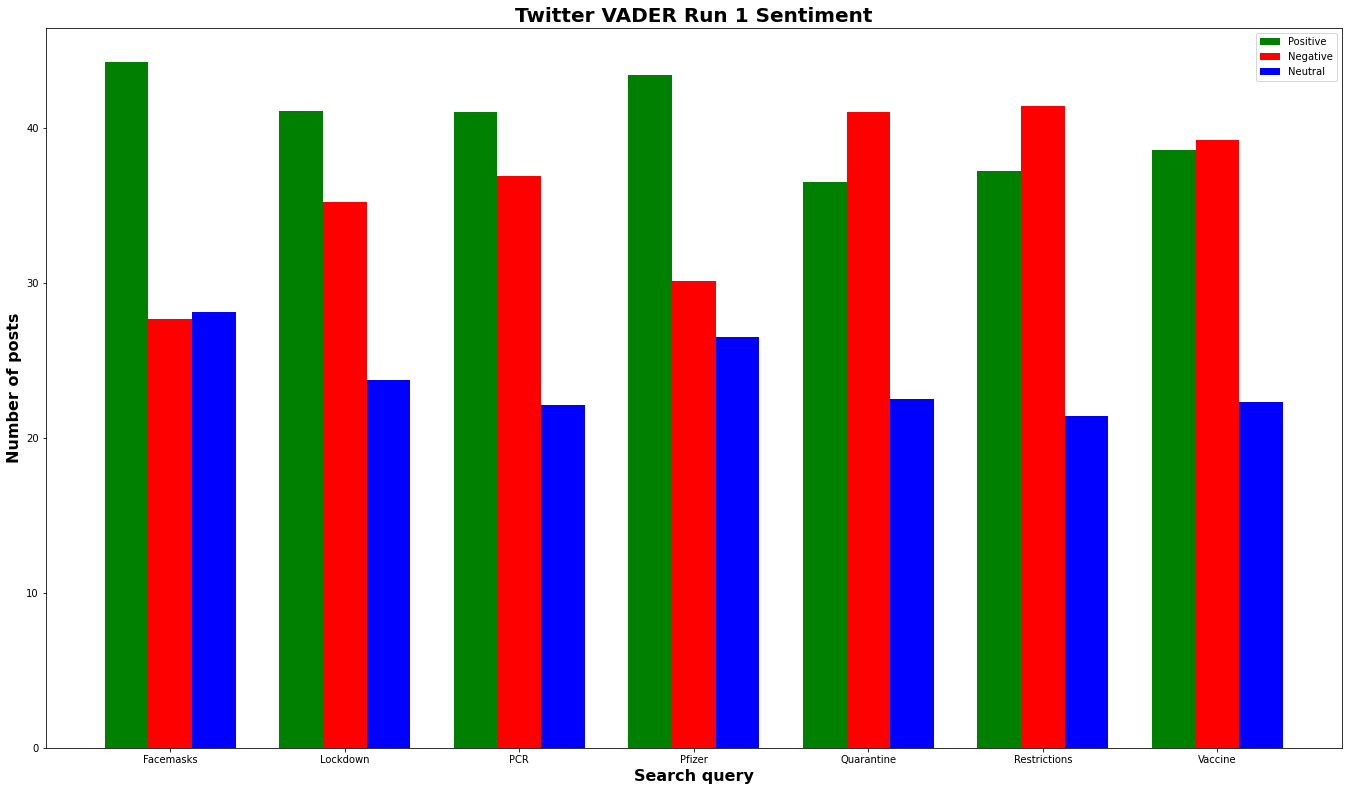 Twitter VADER Run 1 Sentiment
Positive
Negative
Neutral
Number of posts
40
30
20
10
0
Facemasks Lockdown PCR Pfizer Quarantine Restrictions Vaccine
Search query